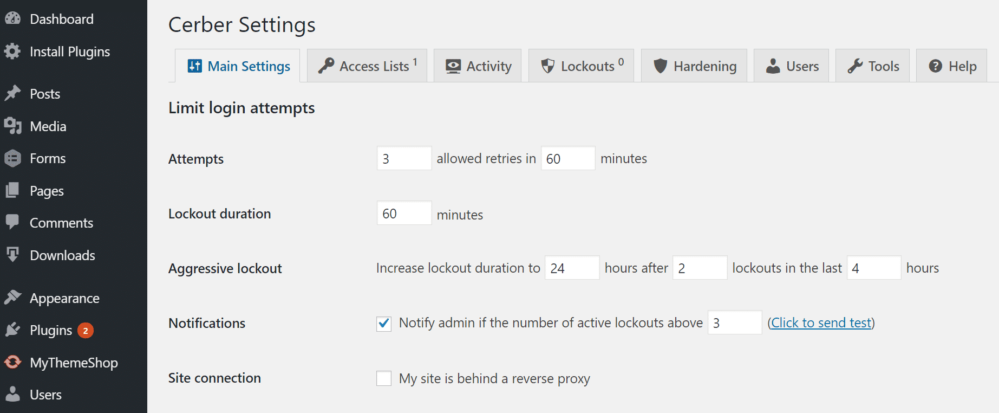 Dashboard
Install Plugins
Posts
Media
Forms
Pages
Comments
Downloads
Appearance
Plugins 2
MyThemeShop
Users
Cerber Settings
Main Settings
Access Lists 1
Activity
Lockouts 0
Hardening
Users
Tools
Help
Limit login attempts
Attempts 3 allowed retries in 60 minutes
Lockout duration 60 minutes
Aggressive lockout Increase lockout duration to 24 hours after 2 lockouts in the last 4 hours
Notifications Notify admin if the number of active lockouts above 3 (Click to send test)
Site connection My site is behind a reverse proxy